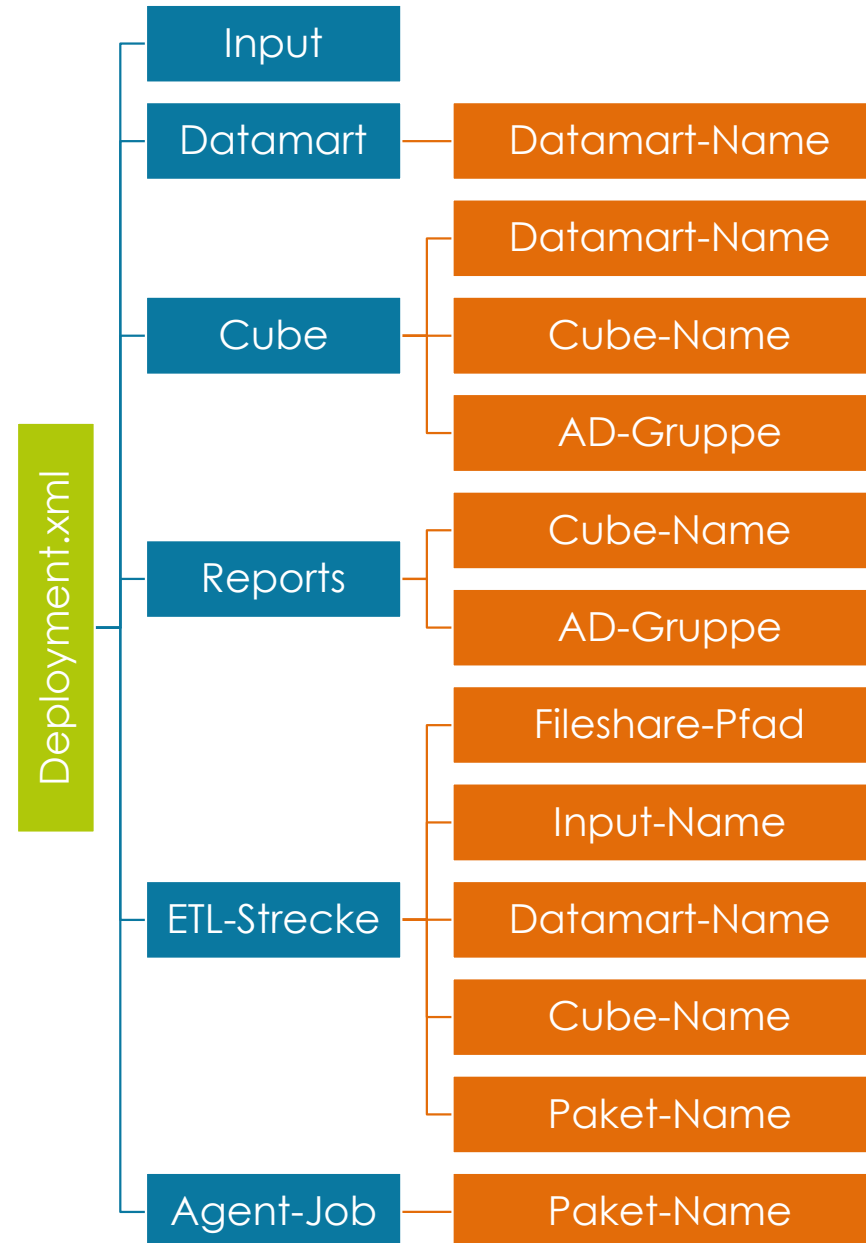 Deployment.xml
Input
Datamart
Datamart-Name
Cube
Datamart-Name
Cube-Name
AD-Gruppe
Reports
Cube-Name
AD-Gruppe
ETL-Strecke
Fileshare-Pfad
Input-Name
Datamart-Name
Cube-Name
Paket-Name
Agent-Job
Paket-Name